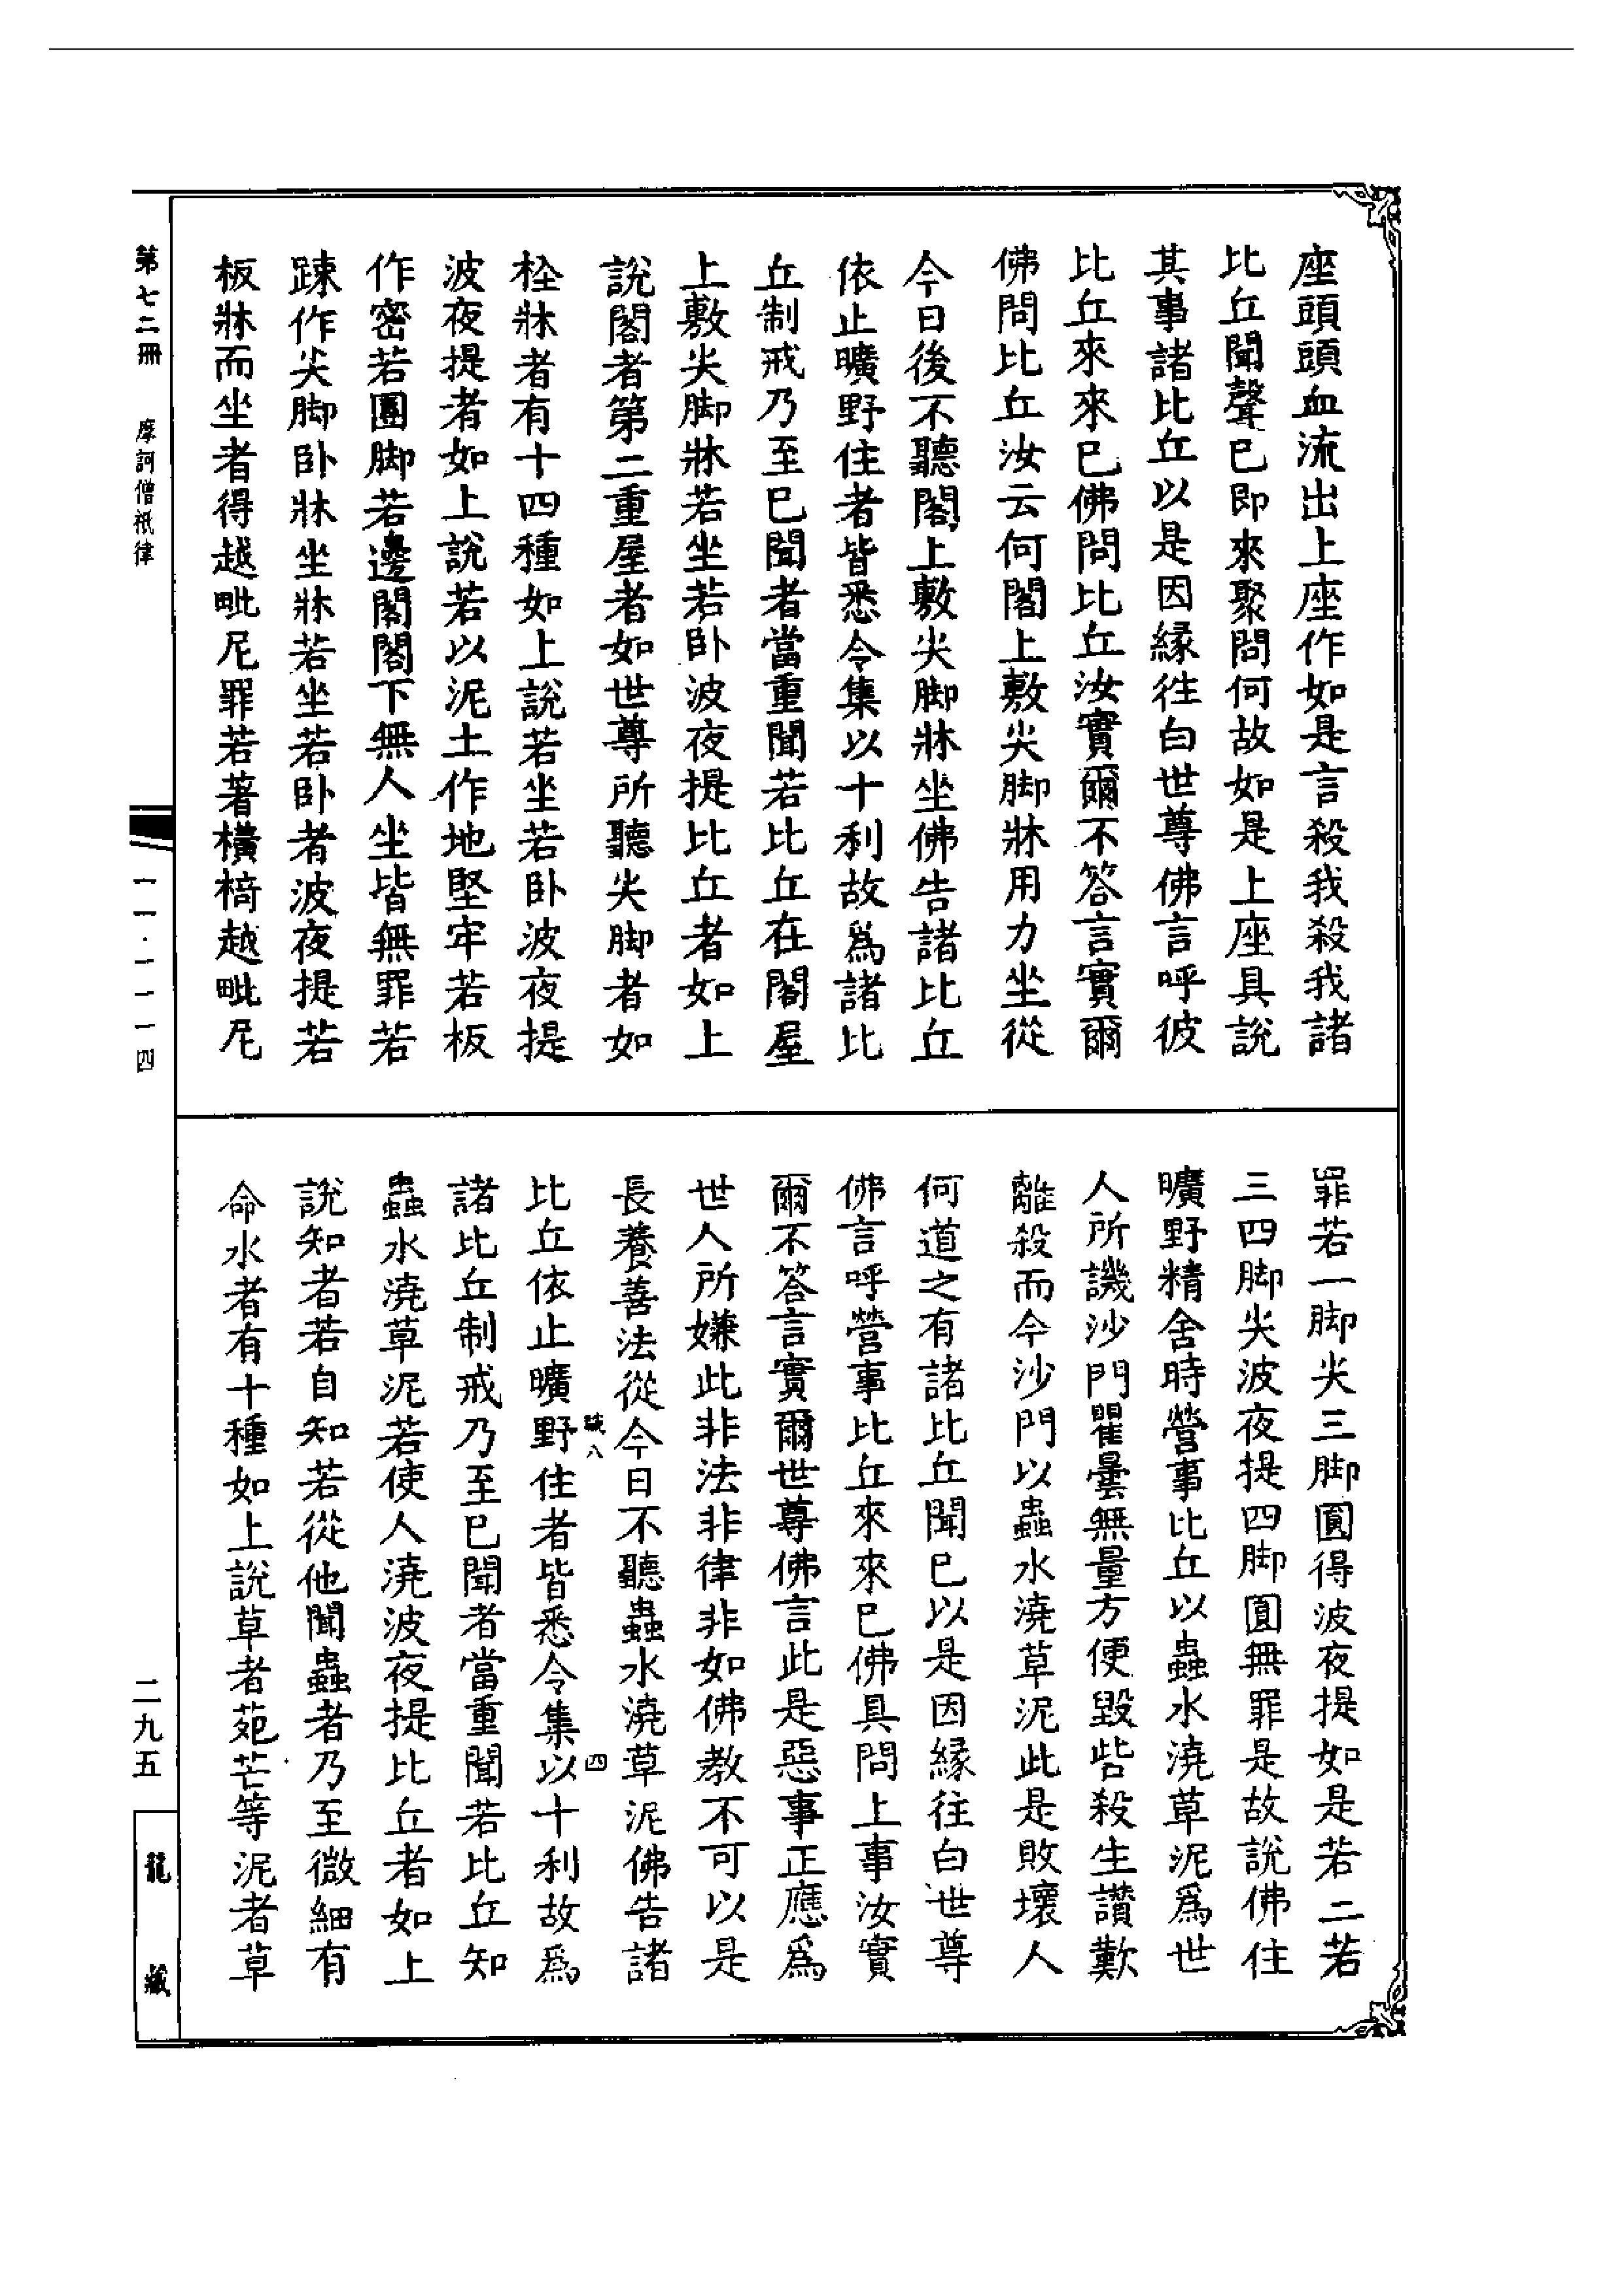 座頭頭血流出上座作如是言殺我殺我諸
比丘聞聲已即來聚問何故如是上座具說
其事諸比丘以是因緣往白世尊佛言呼彼
比丘來來已佛問比丘汝實爾不答言實爾
佛問比丘汝云何閣上敷尖脚牀用力坐從
今日後不聽閣上敷尖脚牀坐佛告諸比丘
依止曠野住者皆悉令集以十利故爲諸比
丘制戒乃至已聞者當重聞若比丘在閣屋
上敷尖脚牀若坐若卧波夜提比丘者如上
說閣者第二重屋者如世尊所聽尖脚者如
栓牀者有十四種如上說若坐若卧波夜提
波夜提者如上說若以泥土作地堅牢若板
作密若團脚若邊閣閣下無人坐皆無罪若
踈作尖脚卧牀坐牀若坐若卧者波夜提若
板牀而坐者得越毗尼罪若著橫椅越毗尼
罪若一脚尖三脚圓得波夜提如是若二若
三四脚尖波夜提四脚圓無罪是故說佛住
曠野精舍時營事比丘以蟲水澆草泥爲世
人所譏沙門瞿曇無量方便毀呰殺生讚歎
離殺而今沙門以蟲水澆草泥此是敗壞人
何道之有諸比丘聞已以是因緣往白世尊
佛言呼營事比丘來來已佛具問上事汝實
爾不答言實爾世尊佛言此是惡事正應爲
世人所嫌此非法非律非如佛教不可以是
長養善法從今日不聽蟲水澆草泥佛告諸
比丘依止曠野住者皆悉令集以十利故爲
諸比丘制戒乃至已聞者當重聞若比丘知
蟲水澆草泥若使人澆波夜提比丘者如上
說知者若自知若從他聞蟲者乃至微細有
命水者有十種如上說草者苑芒等泥者草
八 四
第七二冊 摩訶僧祇律
一一·一一一四
二九五
龍藏